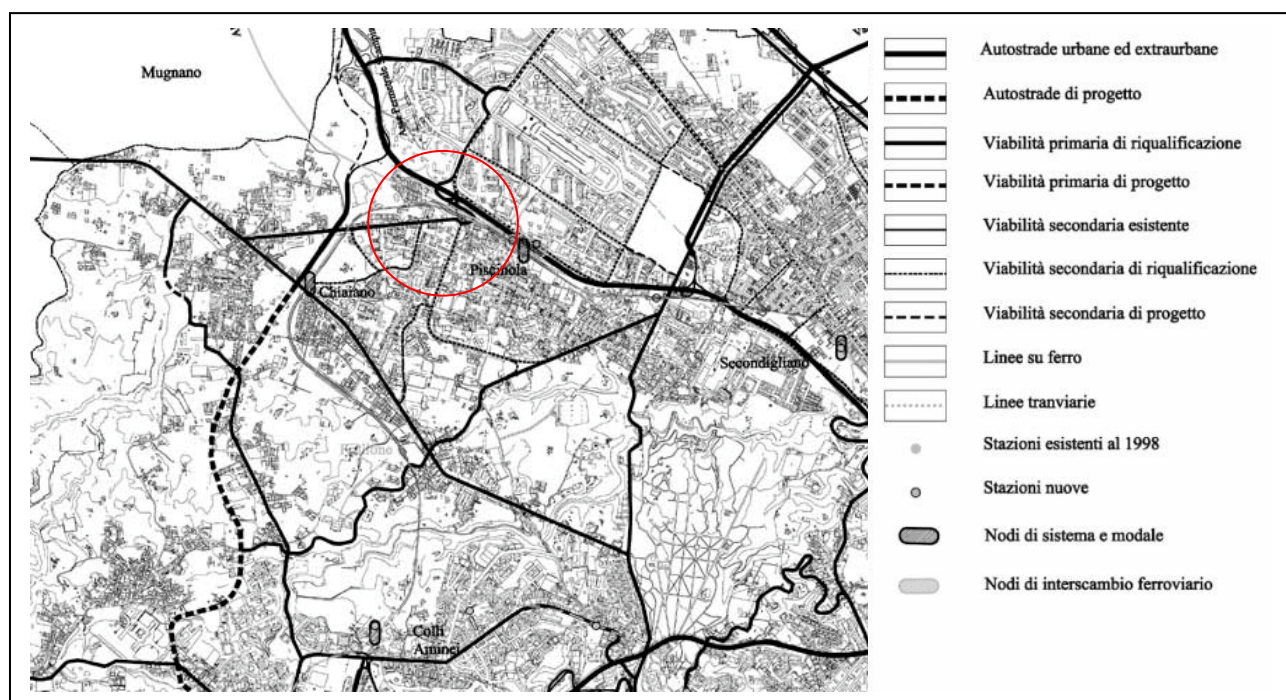 Mugnano
Chiaiano
Piscinola
Secondigliano
Colli
Aminei
Autostrade urbane ed extraurbane
Autostrade di progetto
Viabilità primaria di riqualificazione
Viabilità primaria di progetto
Viabilità secondaria esistente
Viabilità secondaria di riqualificazione
Viabilità secondaria di progetto
Linee su ferro
Linee tranviarie
Stazioni esistenti al 1998
Stazioni nuove
Nodi di sistema e modale
Nodi di interscambio ferroviario